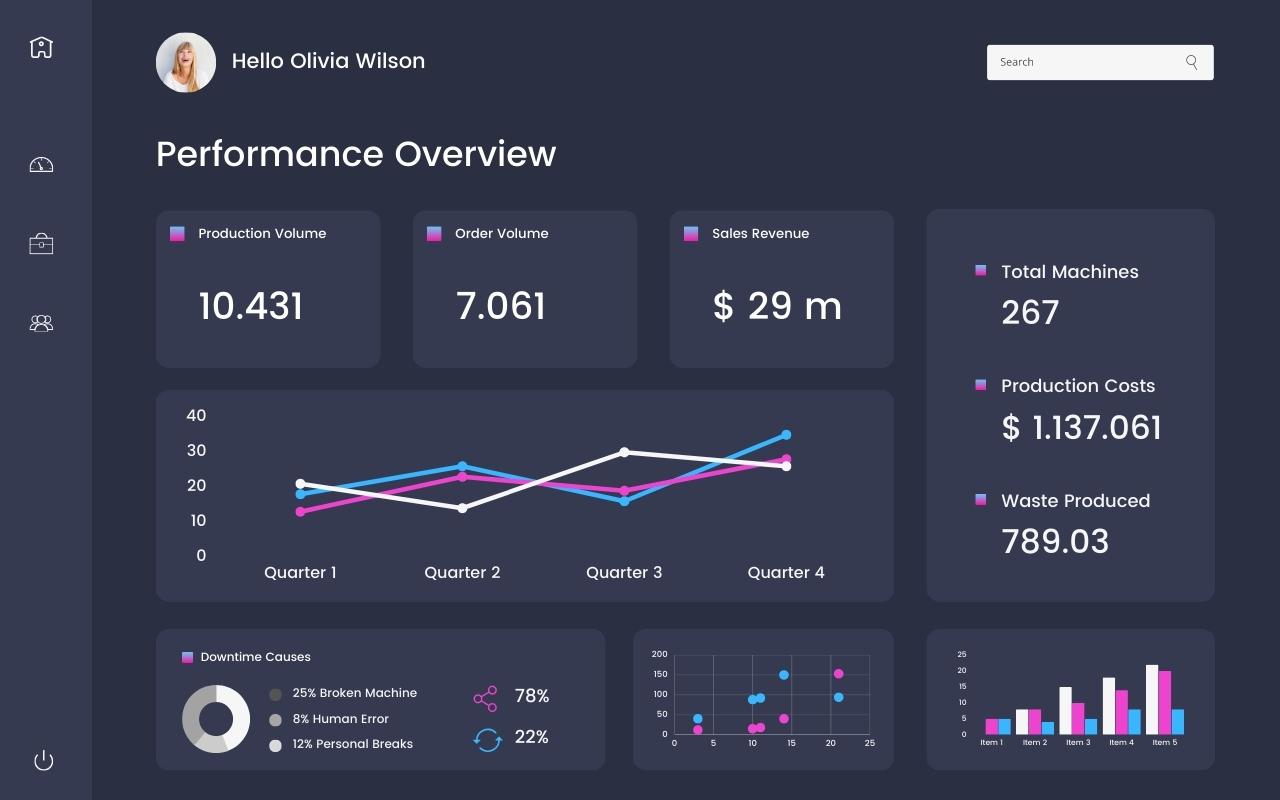 Hello Olivia Wilson
Search
Performance Overview
Production Volume
10.431
Order Volume
7.061
Sales Revenue
$ 29 m
Total Machines
267
Production Costs
$ 1.137.061
Waste Produced
789.03
40
30
20
10
0
Quarter 1 Quarter 2 Quarter 3 Quarter 4
Downtime Causes
25% Broken Machine
8% Human Error
12% Personal Breaks
78%
22%
200
150
100
50
0
0 5 10 15 20 25
25
20
15
10
5
0
Item 1 Item 2 Item 3 Item 4 Item 5